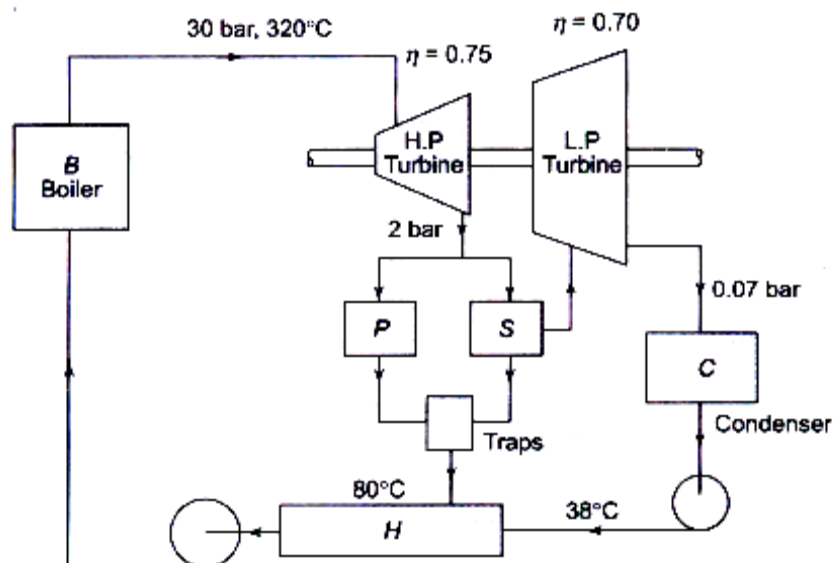 30 bar, 320°C
η = 0.75
η = 0.70
B
Boiler
H.P
Turbine
L.P
Turbine
2 bar
P
S
0.07 bar
C
Condenser
Traps
80°C
H
38°C